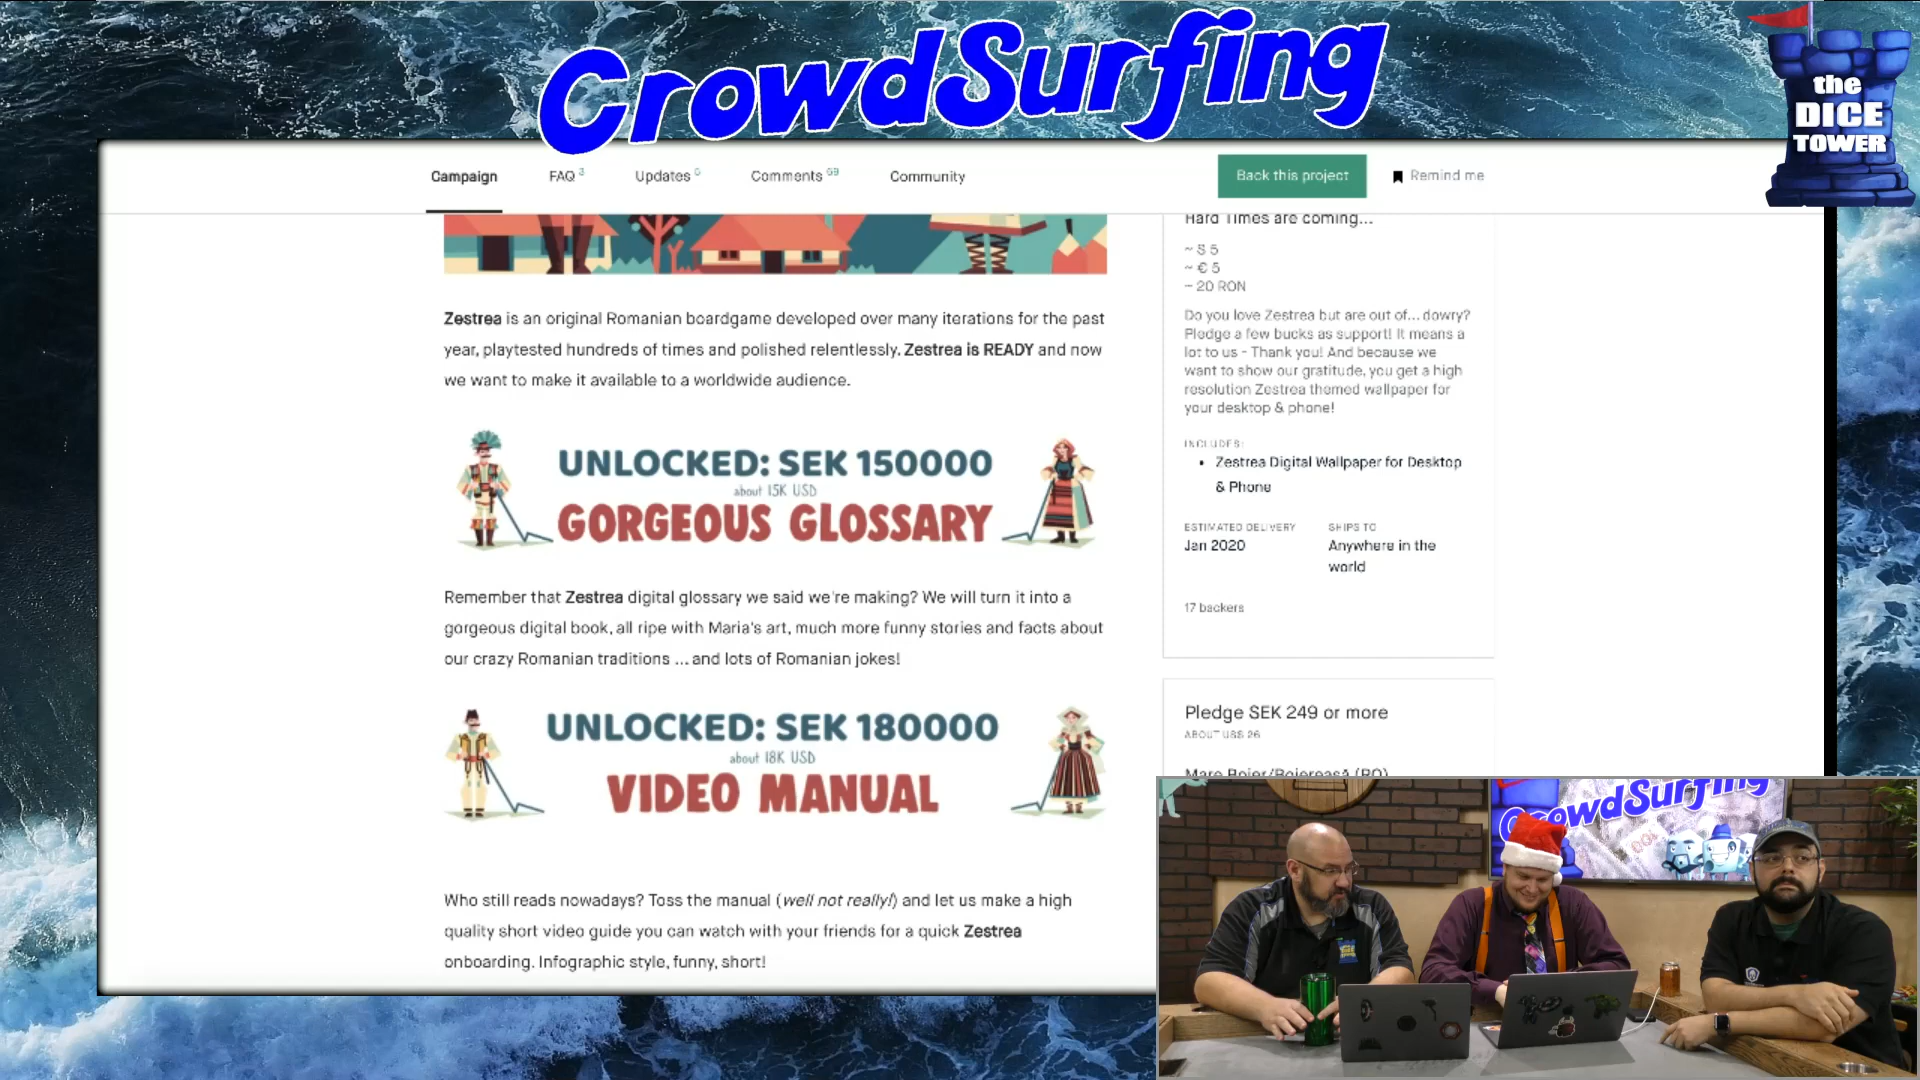 CrowdSurfing
the
DICE
TOWER
Campaign
FAQ 3
Updates
Comments 69
Community
Back this project
Remind me
Zestrea is an original Romanian boardgame developed over many iterations for the past
year, playtested hundreds of times and polished relentlessly. Zestrea is READY and now
we want to make it available to a worldwide audience.
UNLOCKED: SEK 150000
about 15K USD
GORGEOUS GLOSSARY
Remember that Zestrea digital glossary we said we're making? We will turn it into a
gorgeous digital book, all ripe with Maria's art, much more funny stories and facts about
our crazy Romanian traditions ... and lots of Romanian jokes!
UNLOCKED: SEK 180000
about 18K USD
VIDEO MANUAL
Who still reads nowadays? Toss the manual (well not really!) and let us make a high
quality short video guide you can watch with your friends for a quick Zestrea
onboarding. Infographic style, funny, short!
Hard Times are coming...
~ $ 5
~ € 5
~ 20 RON
Do you love Zestrea but are out of... dowry?
Pledge a few bucks as support! It means a
lot to us - Thank you! And because we
want to show our gratitude, you get a high
resolution Zestrea themed wallpaper for
your desktop & phone!
INCLUDES:
• Zestrea Digital Wallpaper for Desktop
& Phone
ESTIMATED DELIVERY
Jan 2020
SHIPS TO
Anywhere in the
world
17 backers
Pledge SEK 249 or more
ABOUT US$ 26
Mare Boier/Boierească (RO)
CrowdSurfing